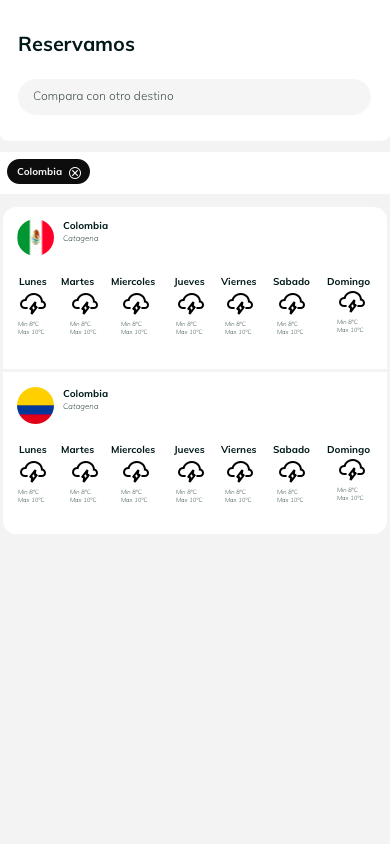 Reservamos
Compara con otro destino
Colombia
Colombia
Catagena
Lunes Martes Miercoles Jueves Viernes Sabado Domingo
Min 8°C Min 8°C Min 8°C Min 8°C Min 8°C Min 8°C Min 8°C
Max 10°C Max 10°C Max 10°C Max 10°C Max 10°C Max 10°C Max 10°C
Colombia
Catagena
Lunes Martes Miercoles Jueves Viernes Sabado Domingo
Min 8°C Min 8°C Min 8°C Min 8°C Min 8°C Min 8°C Min 8°C
Max 10°C Max 10°C Max 10°C Max 10°C Max 10°C Max 10°C Max 10°C